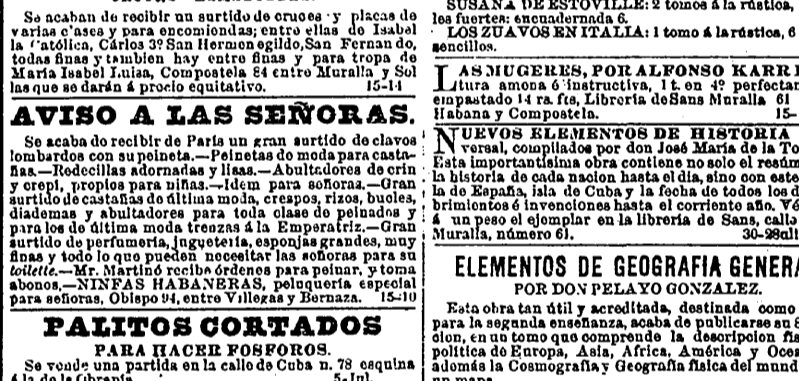 Se acaban de recibir un surtido de cruces y placas de
varias clases y para encomiendas; entre ellas de Isabel
la Católica, Cárlos 3º San Hermenegildo, San Fernando,
todas finas y tambien hay entre finas y para tropa de
María Isabel Luisa, Compostela 84 entre Muralla y Sol
las que se darán á precio equitativo. 15-14
AVISO A LAS SEÑORAS.
Se acaba de recibir de Paris un gran surtido de clavos
lombardos con su peineta.—Peinetas de moda para casta-
ñas.—Redecillas adornadas y lisas.—Abultadores de crin
y crepi, propios para niñas.—Idem para señoras.—Gran
surtido de castañas de última moda, crespos, rizos, bucles,
diademas y abultadores para toda clase de peinados y
para los de última moda trenzas á la Emperatriz.—Gran
surtido de perfumería, juguetería, esponjas grandes, muy
finas y todo lo que pueden necesitar las señoras para su
toilette.—Mr. Martinó recibe órdenes para peinar, y toma
abonos.—NINFAS HABANERAS, peluquería especial
para señoras, Obispo 94, entre Villegas y Bernaza. 15-10
PALITOS CORTADOS
PARA HACER FOSFOROS.
Se vende una partida en la calle de Cuba n. 78 esquina
á la de 5-Jul.
SUSANA DE ESTOVILLE: 2 tomos á la rústica,
les fuertes: encuadernada 6.
LOS ZUAVOS EN ITALIA: 1 tomo á la rústica, 6
sencillos.
LAS MUGERES, POR ALFONSO KARR
tura amena é instructiva, 1 t. en 4º perfectam
empastado 14 rs. fts, Librería de Sans Muralla 61
Habana y Compostela. 15-
NUEVOS ELEMENTOS DE HISTORIA
versal, compilados por don José María de la To
Esta importantísima obra contiene no solo el resúm
la historia de cada nacion hasta el dia, sino con este
la de España, isla de Cuba y la fecha de todos los d
brimientos é invenciones hasta el corriente año. Vé
á un peso el ejemplar en la librería de Sans, calle
Muralla, número 61. 30-28alt
ELEMENTOS DE GEOGRAFIA GENERA
POR DON PELAYO GONZALEZ.
Esta obra tan útil y acreditada, destinada como
para la segunda enseñanza, acaba de publicarse su 8
cion, en un tomo que comprende la descripcion fís
política de Europa, Asia, Africa, América y Ocea
además la Cosmografía y Geografía física del mund
un mapa.